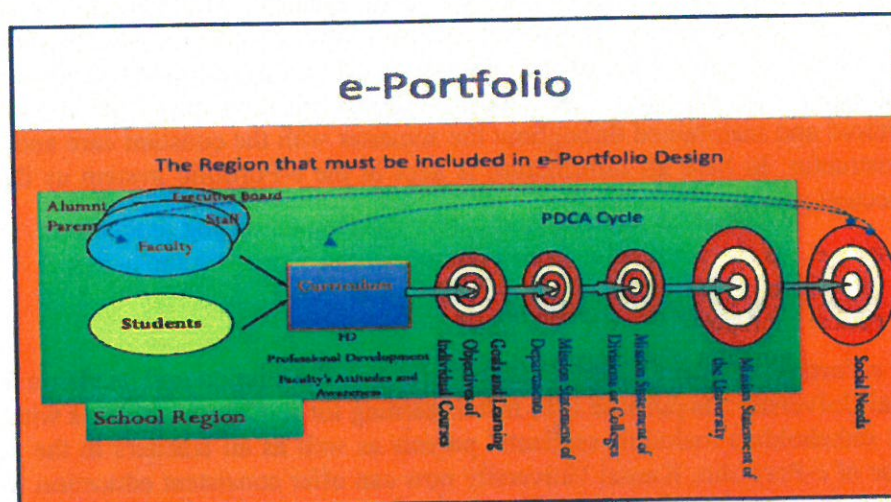 e-Portfolio
The Region that must be included in e-Portfolio Design
Alumni
Parent
Executive Board
Staff
Faculty
Students
PDCA Cycle
Curriculum
FD
Professional Development
Faculty's Attitudes and
Awareness
School Region
Goals and Learning
Objectives of
Individual Courses
Mission Statement of
Departments
Mission Statement of
Divisions or Colleges
Mission Statement of
the University
Social Needs